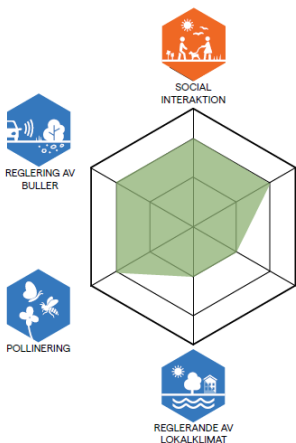 SOCIAL
INTERAKTION
REGLERING AV
BULLER
POLLINERING
REGLERANDE AV
LOKALKLIMAT